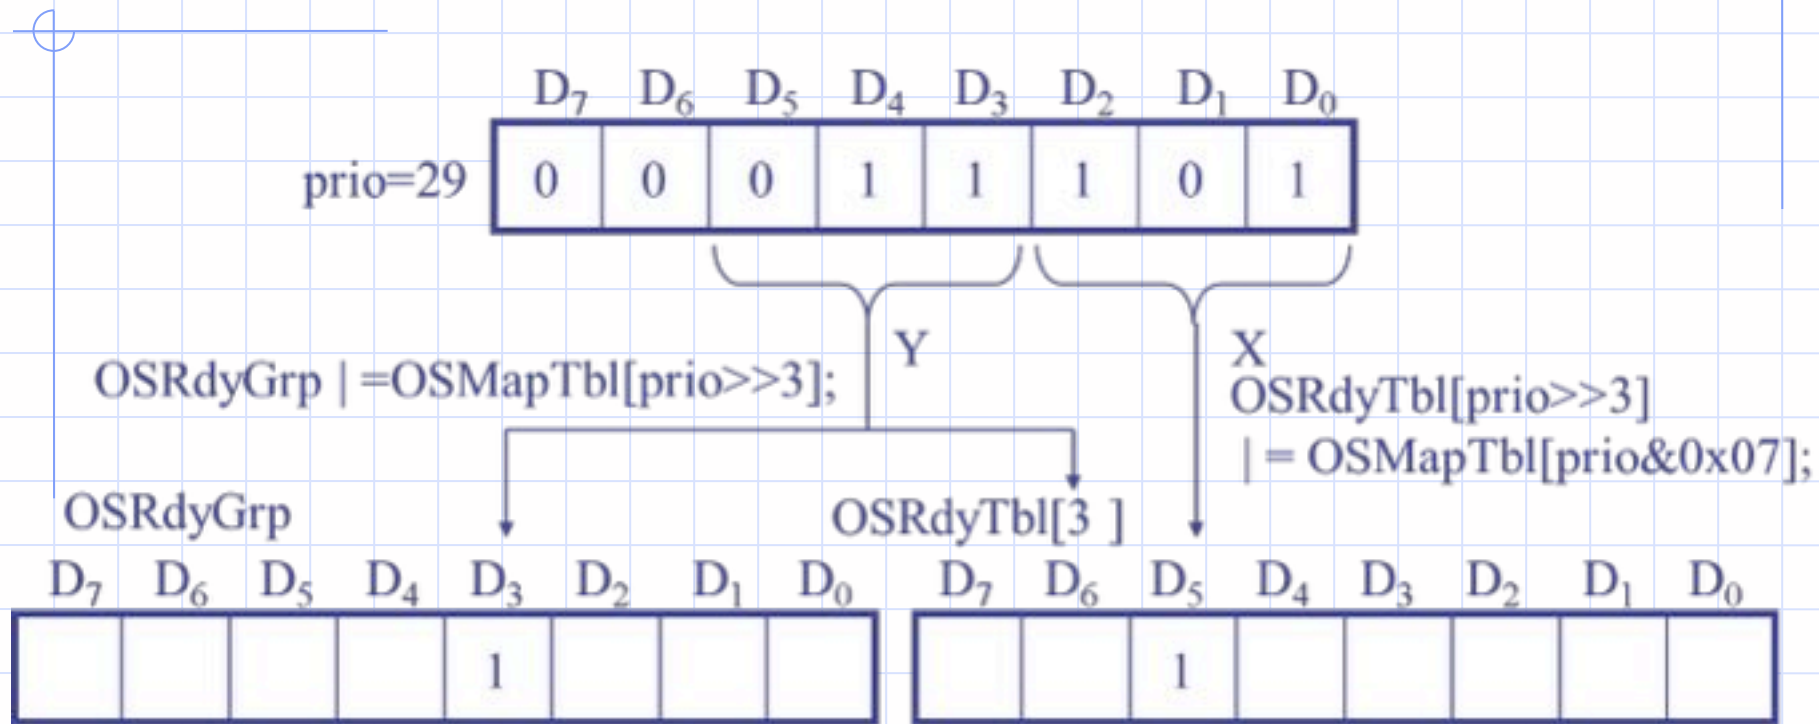 D7 D6 D5 D4 D3 D2 D1 D0
prio=29 0 0 0 1 1 1 0 1
Y
X
OSRdyGrp | =OSMapTbl[prio>>3];
OSRdyTbl[prio>>3]
| = OSMapTbl[prio&0x07];
OSRdyGrp
OSRdyTbl[3 ]
D7 D6 D5 D4 D3 D2 D1 D0
D7 D6 D5 D4 D3 D2 D1 D0
1
1